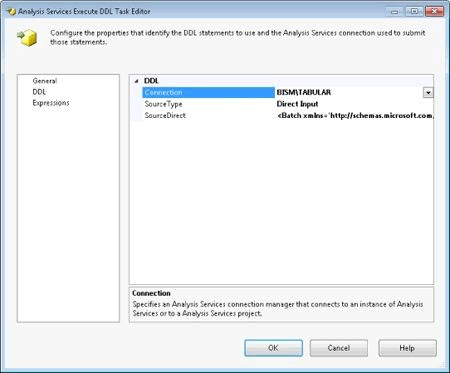 Analysis Services Execute DDL Task Editor
Configure the properties that identify the DDL statements to use and the Analysis Services connection used to submit
those statements.
General
DDL
Expressions
DDL
Connection BISM\TABULAR
SourceType Direct Input
SourceDirect <Batch xmlns="http://schemas.microsoft.com,
Connection
Specifies an Analysis Services connection manager that connects to an instance of Analysis
Services or to a Analysis Services project.
OK Cancel Help